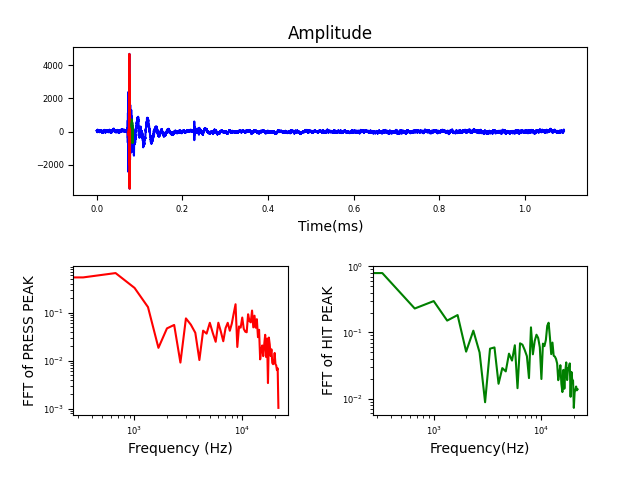 Amplitude
4000
2000
0
−2000
0.0 0.2 0.4 0.6 0.8 1.0
Time(ms)
FFT of PRESS PEAK
10⁻¹
10⁻²
10⁻³
10³ 10⁴
Frequency (Hz)
FFT of HIT PEAK
10⁰
10⁻¹
10⁻²
10³ 10⁴
Frequency(Hz)